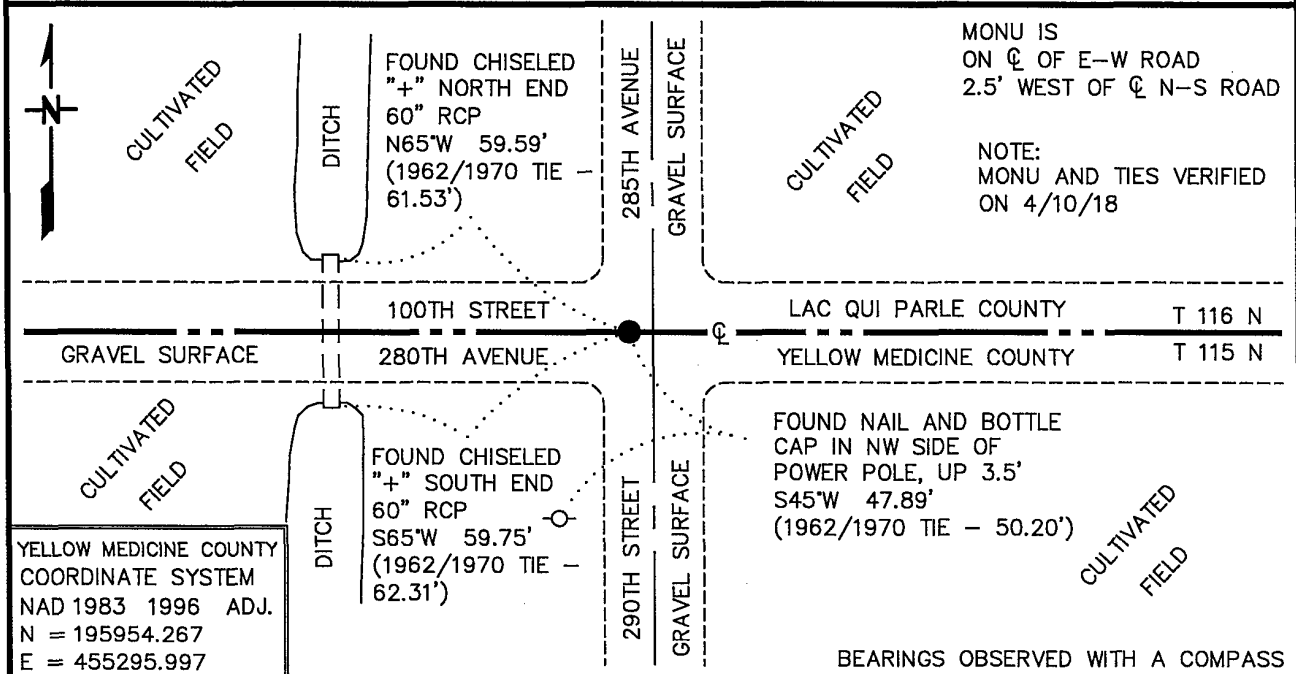 N
CULTIVATED
FIELD
DITCH
FOUND CHISELED
"+" NORTH END
60" RCP
N65°W 59.59'
(1962/1970 TIE –
61.53')
285TH AVENUE
GRAVEL SURFACE
CULTIVATED
FIELD
MONU IS
ON ℄ OF E–W ROAD
2.5' WEST OF ℄ N–S ROAD
NOTE:
MONU AND TIES VERIFIED
ON 4/10/18
100TH STREET
LAC QUI PARLE COUNTY
T 116 N
℄
GRAVEL SURFACE
280TH AVENUE
YELLOW MEDICINE COUNTY
T 115 N
CULTIVATED
FIELD
DITCH
FOUND CHISELED
"+" SOUTH END
60" RCP
S65°W 59.75'
(1962/1970 TIE –
62.31')
290TH STREET
GRAVEL SURFACE
FOUND NAIL AND BOTTLE
CAP IN NW SIDE OF
POWER POLE, UP 3.5'
S45°W 47.89'
(1962/1970 TIE – 50.20')
CULTIVATED
FIELD
YELLOW MEDICINE COUNTY
COORDINATE SYSTEM
NAD 1983 1996 ADJ.
N = 195954.267
E = 455295.997
BEARINGS OBSERVED WITH A COMPASS